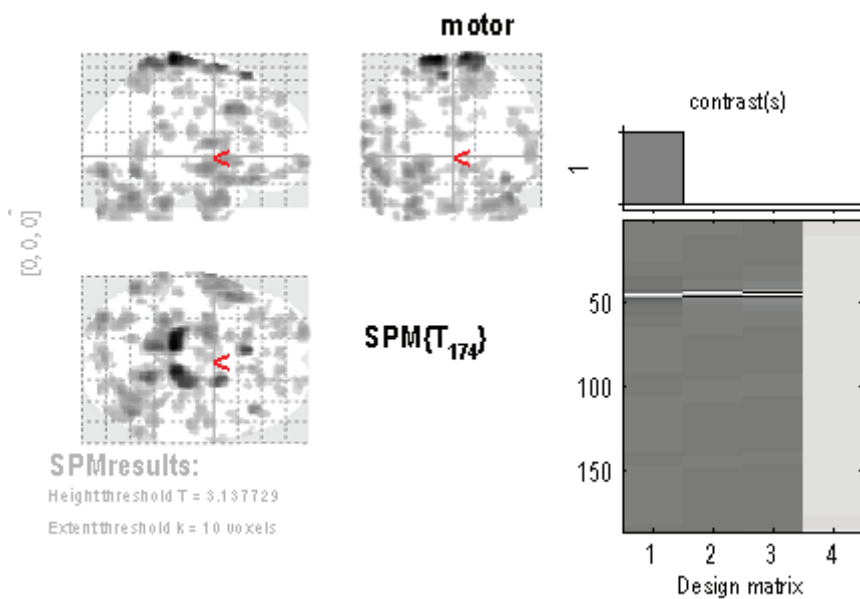 motor
[0, 0, 0]
<
<
<
SPM{T174}
SPMresults:
Height threshold T = 3.137729
Extent threshold k = 10 voxels
contrast(s)
1
50
100
150
1 2 3 4
Design matrix